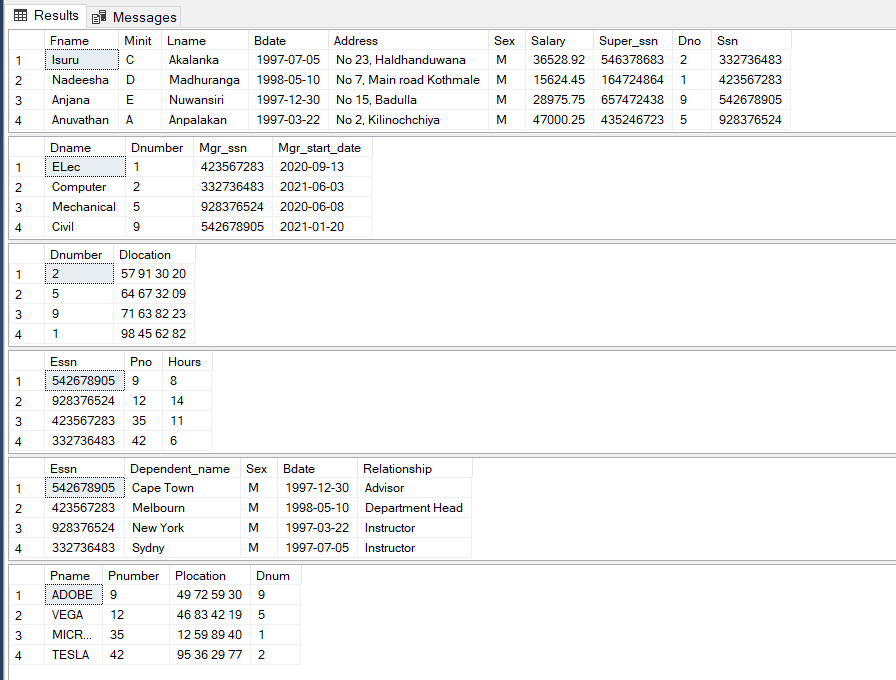 Results Messages
Fname Minit Lname Bdate Address Sex Salary Super_ssn Dno Ssn
1 Isuru C Akalanka 1997-07-05 No 23, Haldhanduwana M 36528.92 546378683 2 332736483
2 Nadeesha D Madhuranga 1998-05-10 No 7, Main road Kothmale M 15624.45 164724864 1 423567283
3 Anjana E Nuwansiri 1997-12-30 No 15, Badulla M 28975.75 657472438 9 542678905
4 Anuvathan A Anpalakan 1997-03-22 No 2, Kilinochchiya M 47000.25 435246723 5 928376524
Dname Dnumber Mgr_ssn Mgr_start_date
1 ELec 1 423567283 2020-09-13
2 Computer 2 332736483 2021-06-03
3 Mechanical 5 928376524 2020-06-08
4 Civil 9 542678905 2021-01-20
Dnumber Dlocation
1 2 57 91 30 20
2 5 64 67 32 09
3 9 71 63 82 23
4 1 98 45 62 82
Essn Pno Hours
1 542678905 9 8
2 928376524 12 14
3 423567283 35 11
4 332736483 42 6
Essn Dependent_name Sex Bdate Relationship
1 542678905 Cape Town M 1997-12-30 Advisor
2 423567283 Melbourn M 1998-05-10 Department Head
3 928376524 New York M 1997-03-22 Instructor
4 332736483 Sydny M 1997-07-05 Instructor
Pname Pnumber Plocation Dnum
1 ADOBE 9 49 72 59 30 9
2 VEGA 12 46 83 42 19 5
3 MICR... 35 12 59 89 40 1
4 TESLA 42 95 36 29 77 2